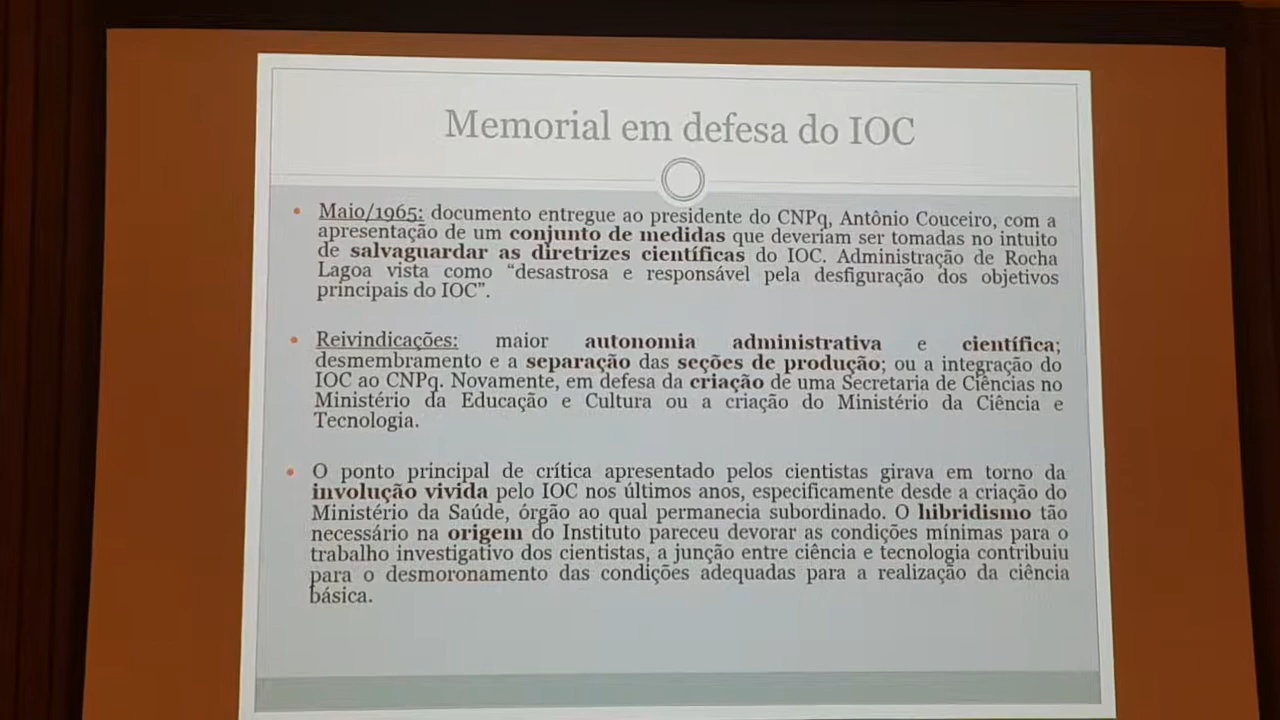 Memorial em defesa do IOC
• Maio/1965: documento entregue ao presidente do CNPq, Antônio Couceiro, com a
apresentação de um conjunto de medidas que deveriam ser tomadas no intuito
de salvaguardar as diretrizes científicas do IOC. Administração de Rocha
Lagoa vista como “desastrosa e responsável pela desfiguração dos objetivos
principais do IOC”.
• Reivindicações: maior autonomia administrativa e científica;
desmembramento e a separação das seções de produção; ou a integração do
IOC ao CNPq. Novamente, em defesa da criação de uma Secretaria de Ciências no
Ministério da Educação e Cultura ou a criação do Ministério da Ciência e
Tecnologia.
• O ponto principal de crítica apresentado pelos cientistas girava em torno da
involução vivida pelo IOC nos últimos anos, especificamente desde a criação do
Ministério da Saúde, órgão ao qual permanecia subordinado. O hibridismo tão
necessário na origem do Instituto pareceu devorar as condições mínimas para o
trabalho investigativo dos cientistas, a junção entre ciência e tecnologia contribuiu
para o desmoronamento das condições adequadas para a realização da ciência
básica.